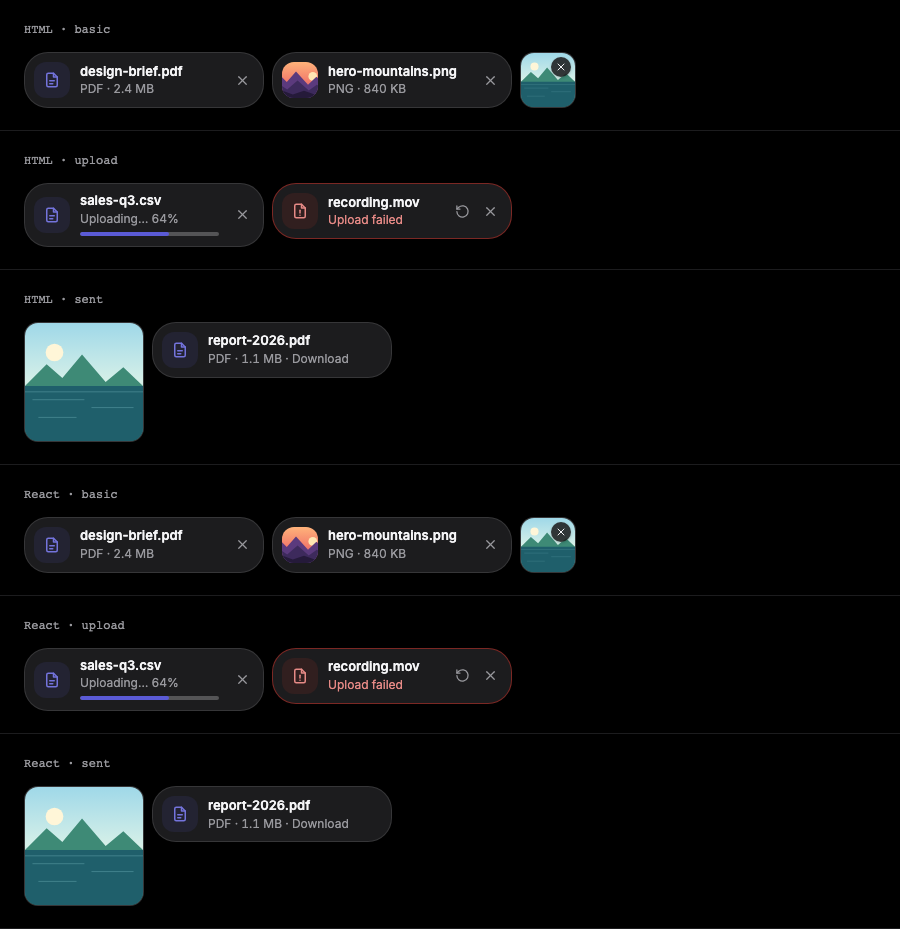 HTML · basic
design-brief.pdf
PDF · 2.4 MB
hero-mountains.png
PNG · 840 KB
HTML · upload
sales-q3.csv
Uploading… 64%
recording.mov
Upload failed
HTML · sent
report-2026.pdf
PDF · 1.1 MB · Download
React · basic
design-brief.pdf
PDF · 2.4 MB
hero-mountains.png
PNG · 840 KB
React · upload
sales-q3.csv
Uploading… 64%
recording.mov
Upload failed
React · sent
report-2026.pdf
PDF · 1.1 MB · Download